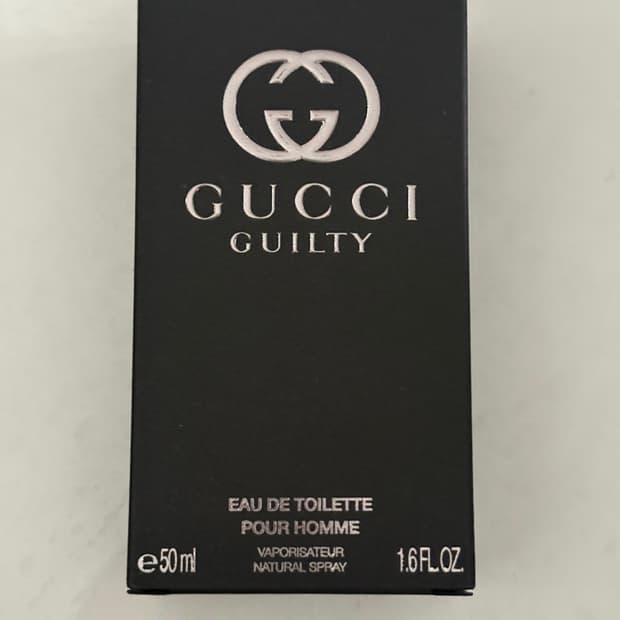 GUCCI
GUILTY
EAU DE TOILETTE
POUR HOMME
VAPORISATEUR
NATURAL SPRAY
℮50 ml
1.6 FL.OZ.